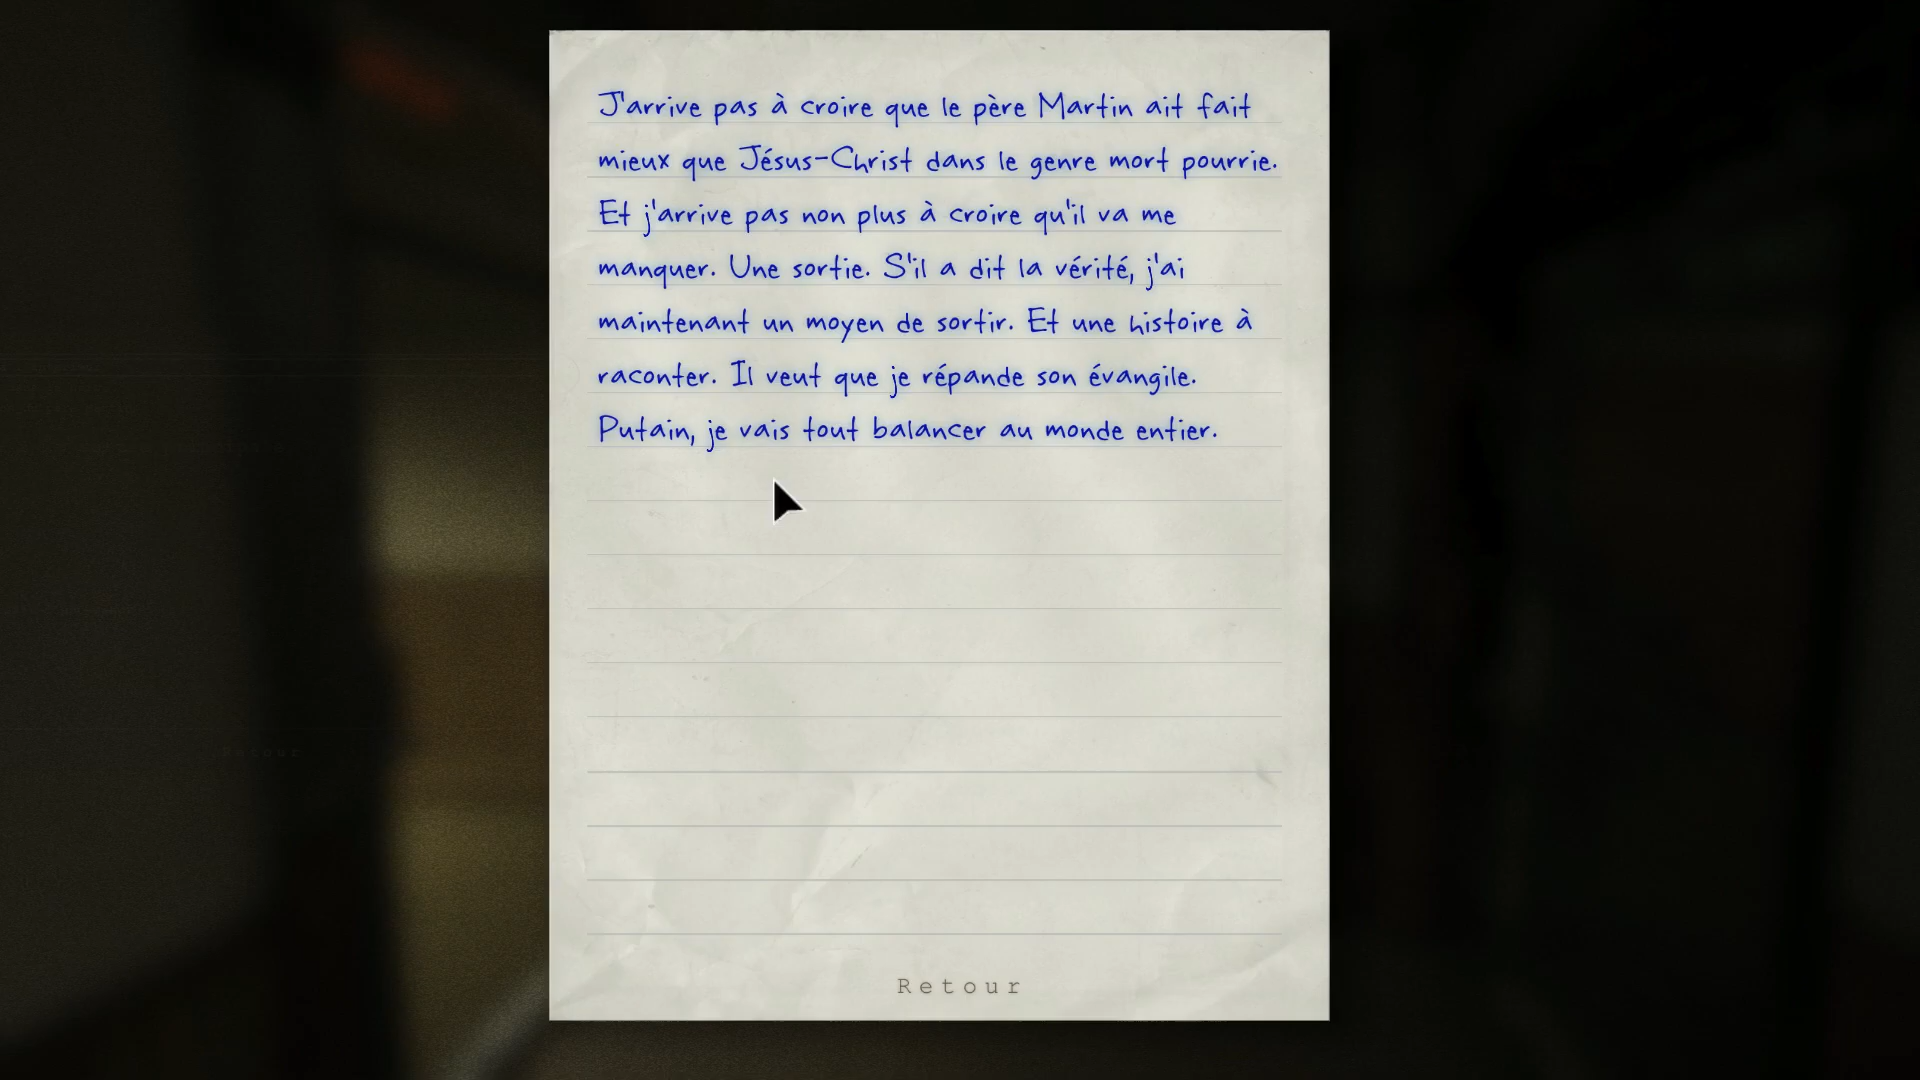 J'arrive pas à croire que le père Martin ait fait
mieux que Jésus-Christ dans le genre mort pourrie.
Et j'arrive pas non plus à croire qu'il va me
manquer. Une sortie. S'il a dit la vérité, j'ai
maintenant un moyen de sortir. Et une histoire à
raconter. Il veut que je répande son évangile.
Putain, je vais tout balancer au monde entier.
Retour